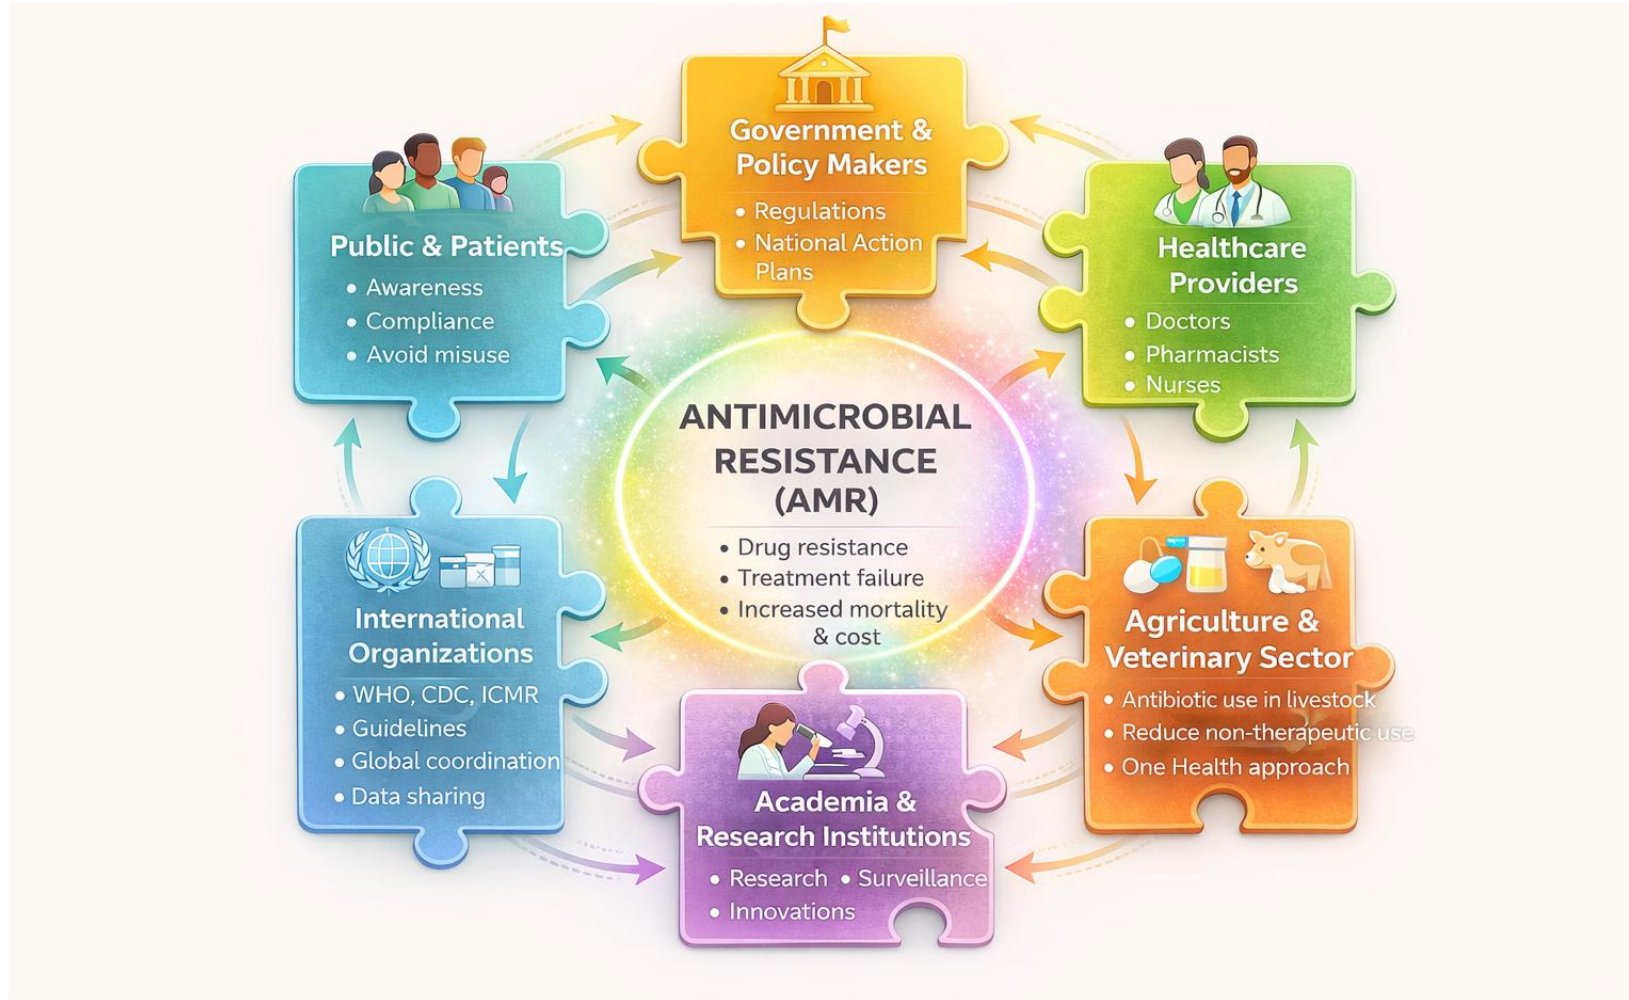 Government &
Policy Makers
• Regulations
• National Action
Plans
Public & Patients
• Awareness
• Compliance
• Avoid misuse
Healthcare
Providers
• Doctors
• Pharmacists
• Nurses
ANTIMICROBIAL
RESISTANCE
(AMR)
• Drug resistance
• Treatment failure
• Increased mortality
& cost
International
Organizations
• WHO, CDC, ICMR
• Guidelines
• Global coordination
• Data sharing
Agriculture &
Veterinary Sector
• Antibiotic use in livestock
• Reduce non-therapeutic use
• One Health approach
Academia &
Research Institutions
• Research • Surveillance
• Innovations